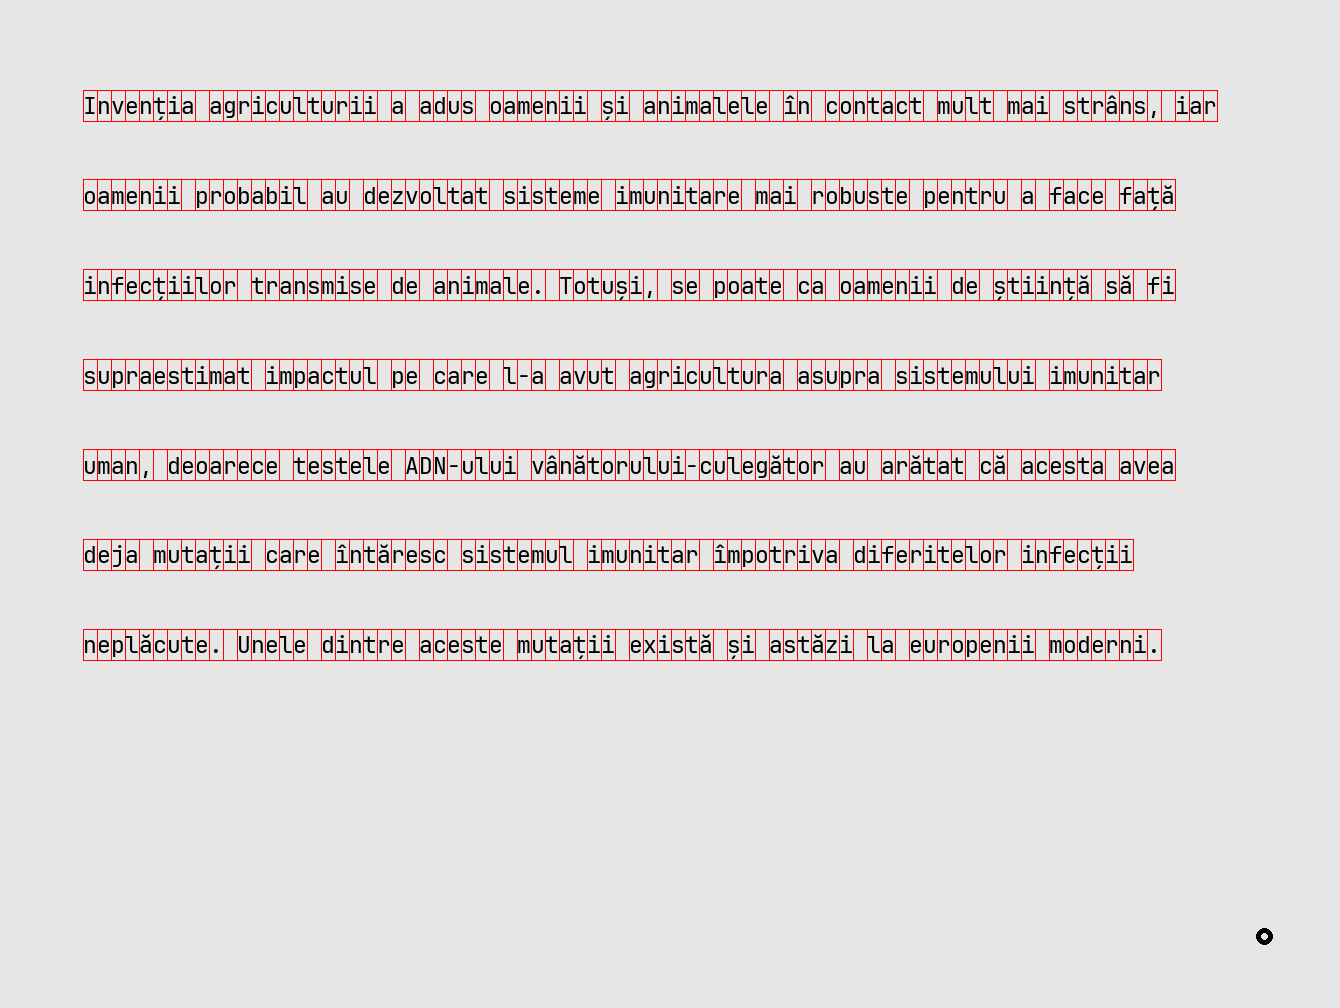 Invenția agriculturii a adus oamenii și animalele în contact mult mai strâns, iar
oamenii probabil au dezvoltat sisteme imunitare mai robuste pentru a face față
infecțiilor transmise de animale. Totuși, se poate ca oamenii de știință să fi
supraestimat impactul pe care l-a avut agricultura asupra sistemului imunitar
uman, deoarece testele ADN-ului vânătorului-culegător au arătat că acesta avea
deja mutații care întăresc sistemul imunitar împotriva diferitelor infecții
neplăcute. Unele dintre aceste mutații există și astăzi la europenii moderni.